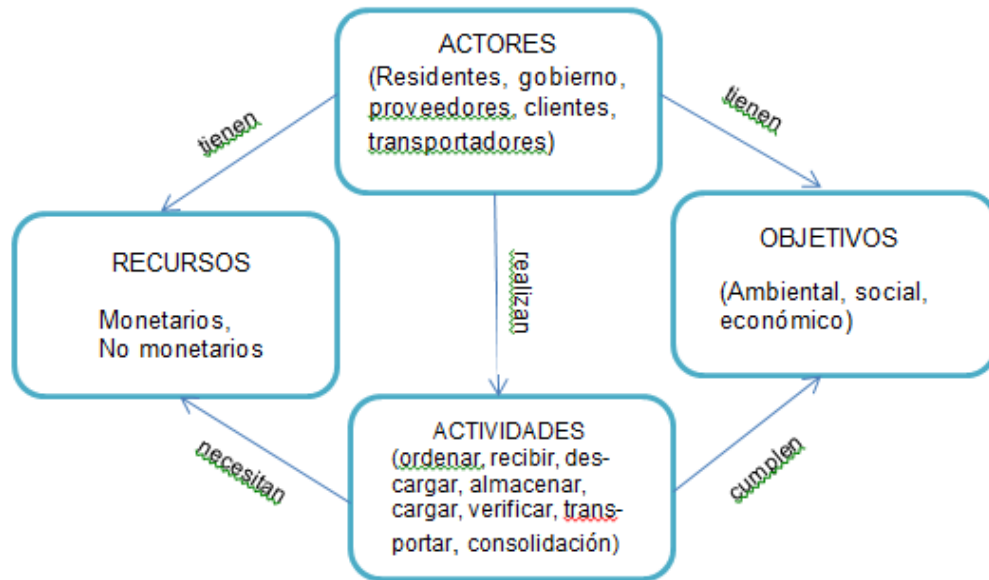 ACTORES
(Residentes, gobierno,
proveedores, clientes,
transportadores)
tienen
tienen
RECURSOS
Monetarios,
No monetarios
realizan
OBJETIVOS
(Ambiental, social,
económico)
ACTIVIDADES
(ordenar, recibir, des-
cargar, almacenar,
cargar, verificar, trans-
portar, consolidación)
necesitan
cumplen